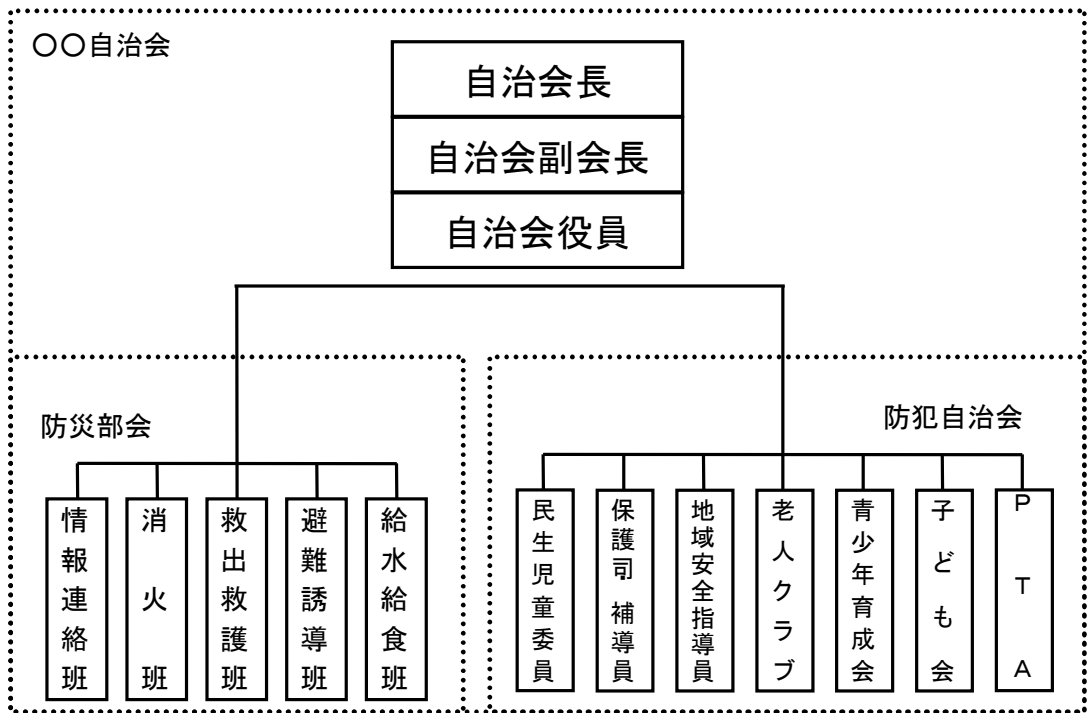 〇〇自治会
自治会長
自治会副会長
自治会役員
防災部会
情報連絡班
消火班
救出救護班
避難誘導班
給水給食班
防犯自治会
民生児童委員
保護司・補導員
地域安全指導員
老人クラブ
青少年育成会
子ども会
PTA